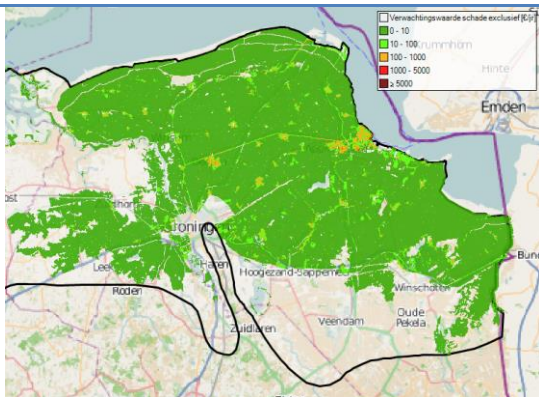 Verwachtingswaarde schade exclusief [€/jr]
0 - 10
10 - 100
100 - 1000
1000 - 5000
≥ 5000
Krummhörn
Hinte
Emden
Haren
Hoogezand-Sappemeer
Winschoten
Roden
Zuidlaren
Veendam
Oude
Pekela